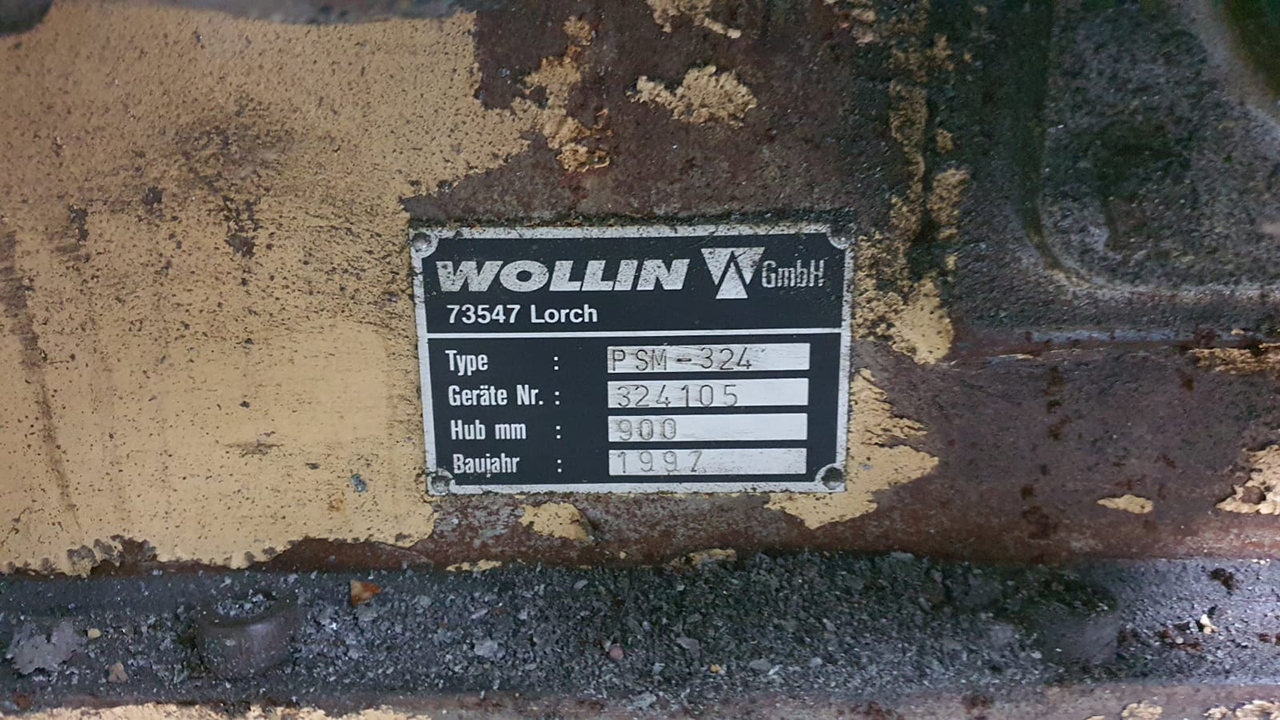 WOLLIN GmbH
73547 Lorch
Type : PSM-324
Geräte Nr. : 324105
Hub mm : 900
Baujahr : 1997